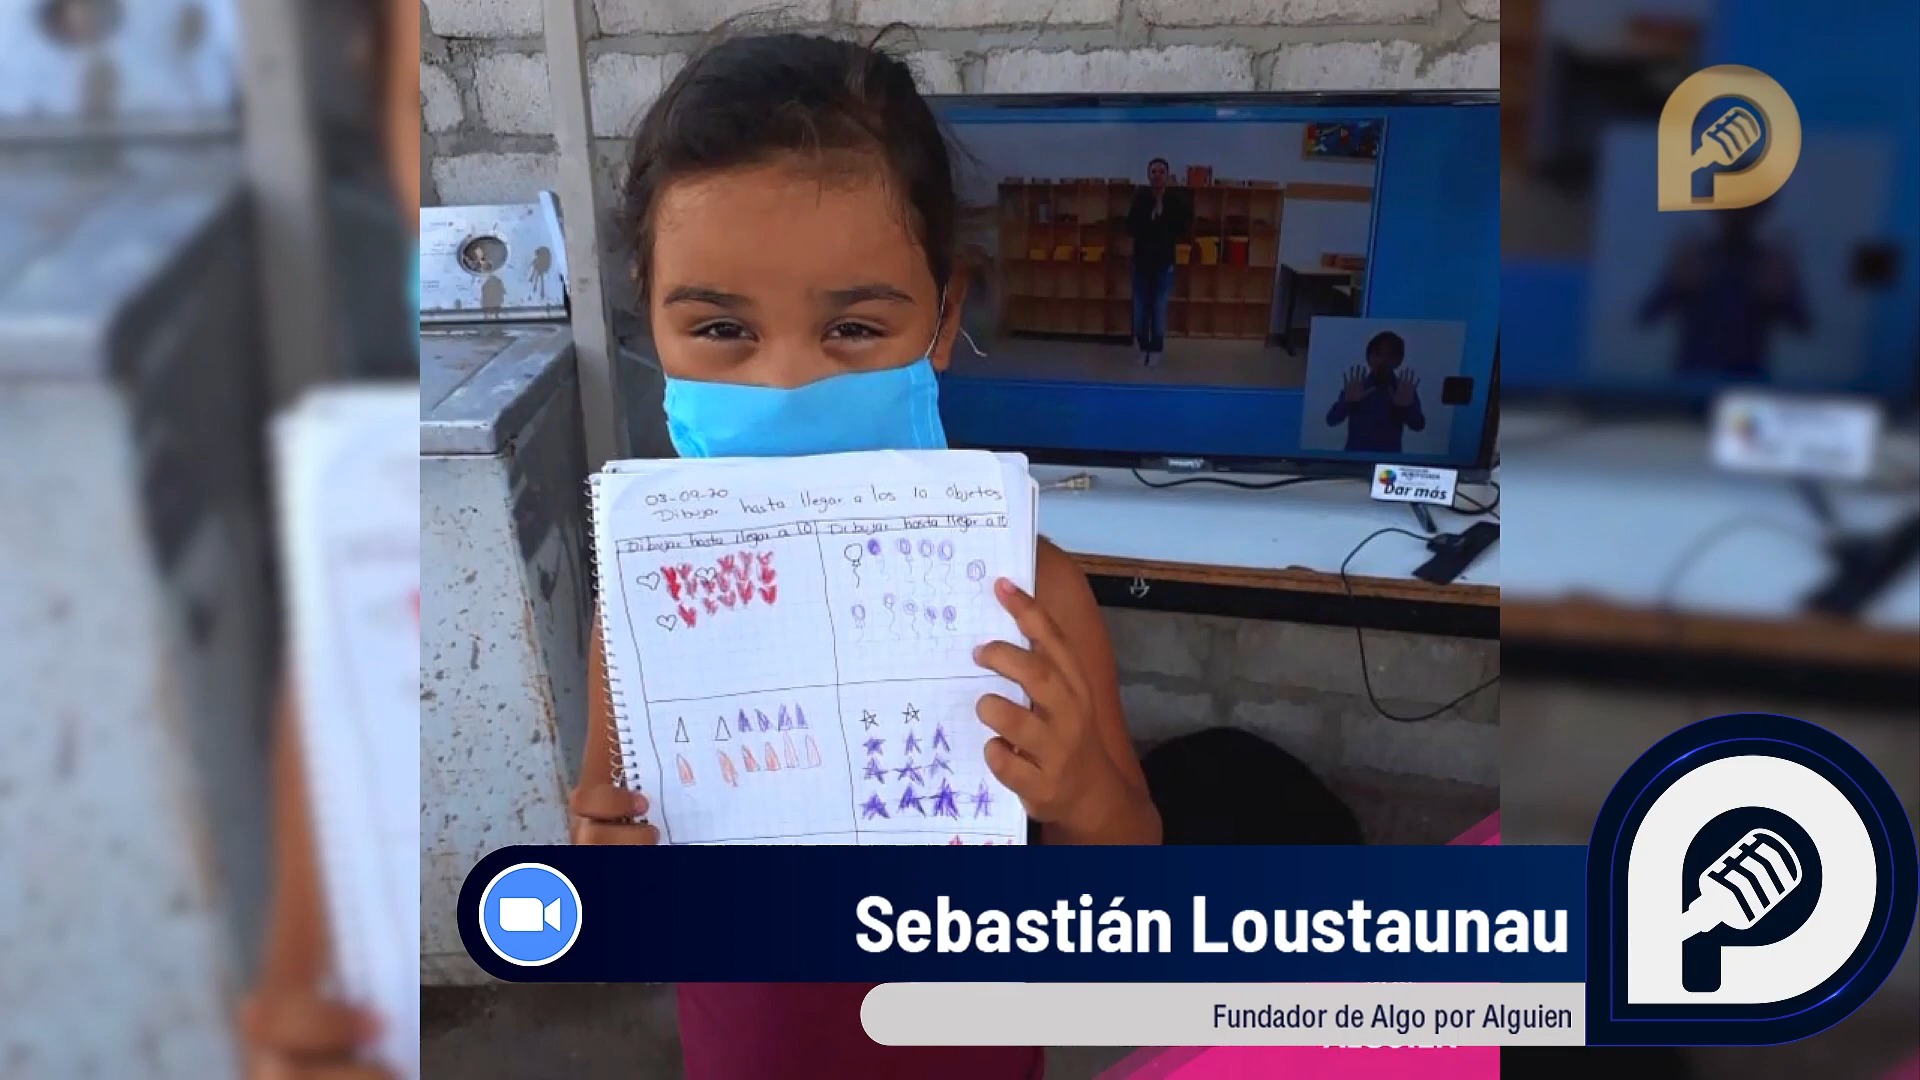 03-09-20
Dibujar hasta llegar a los 10 objetos
Dibujar hasta llegar a 10
Dibujar hasta llegar a 10
Dar más
Sebastián Loustaunau
Fundador de Algo por Alguien